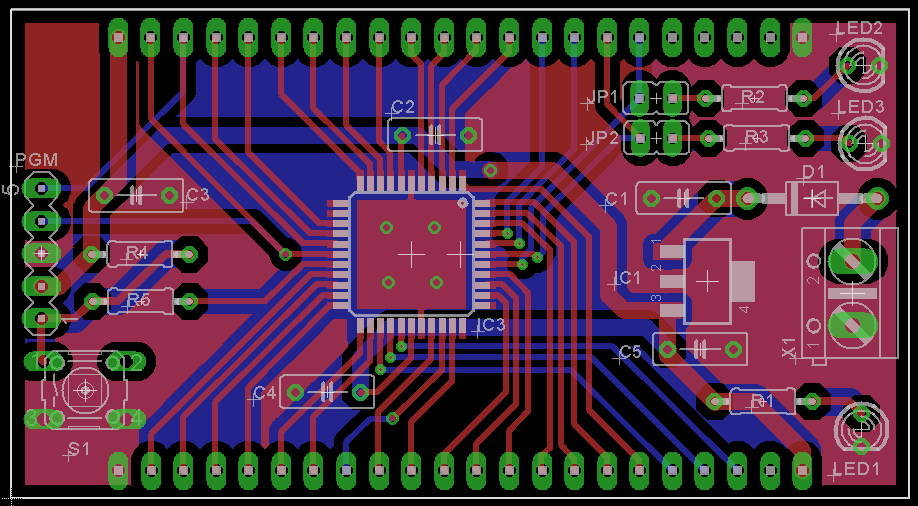 LED2
JP1
R2
C2
LED3
JP2
R3
PGM
5
C3
C1
D1
R4
1
2
IC1
2
R5
1
3
4
IC3
1
X1
C5
1
2
C4
R1
3
4
S1
LED1